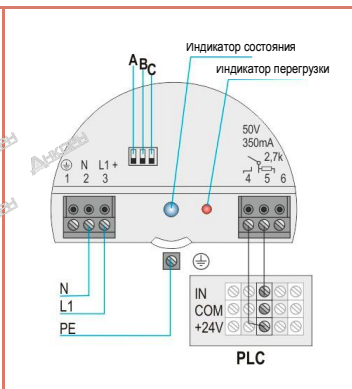 Индикатор состояния
индикатор перегрузки
A B C
50V
350mA
2,7k
N L1 +
1 2 3
4 5 6
N
L1
PE
IN
COM
+24V
PLC
АНКРЕН